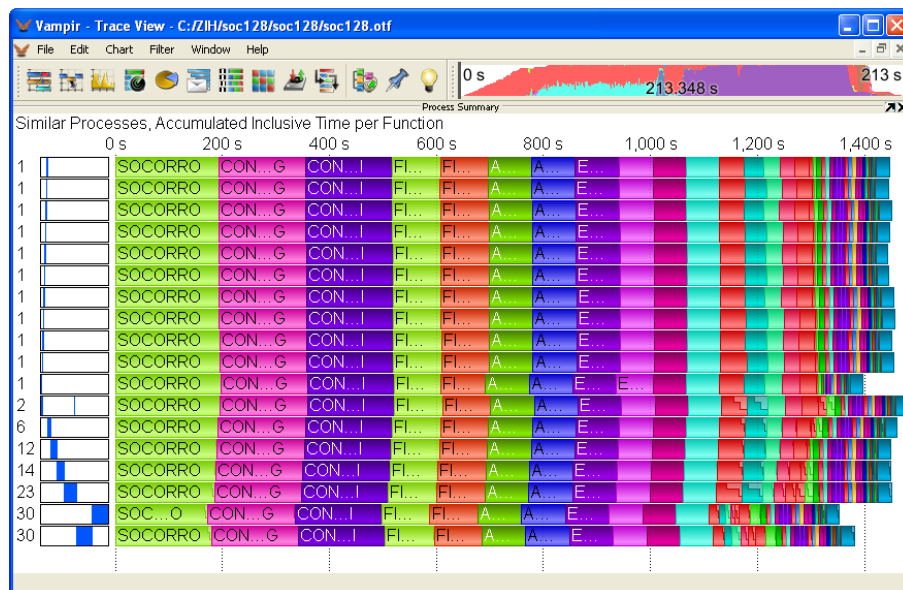 Vampir - Trace View - C:/ZIH/soc128/soc128/soc128.otf
File Edit Chart Filter Window Help
0 s 213.348 s 213 s
Process Summary
Similar Processes, Accumulated Inclusive Time per Function
0 s 200 s 400 s 600 s 800 s 1,000 s 1,200 s 1,400 s
1 SOCORRO CON...G CON...I FI... FI... A... A... E...
1 SOCORRO CON...G CON...I FI... FI... A... A... E...
1 SOCORRO CON...G CON...I FI... FI... A... A... E...
1 SOCORRO CON...G CON...I FI... FI... A... A... E...
1 SOCORRO CON...G CON...I FI... FI... A... A... E...
1 SOCORRO CON...G CON...I FI... FI... A... A... E...
1 SOCORRO CON...G CON...I FI... FI... A... A... E...
1 SOCORRO CON...G CON...I FI... FI... A... A... E...
1 SOCORRO CON...G CON...I FI... FI... A... A... E...
1 SOCORRO CON...G CON...I FI... FI... A... A... E... E...
2 SOCORRO CON...G CON...I FI... FI... A... A... E...
6 SOCORRO CON...G CON...I FI... FI... A... A... E...
12 SOCORRO CON...G CON...I FI... FI... A... A... E...
14 SOCORRO CON...G CON...I FI... FI... A... A... E...
23 SOCORRO CON...G CON...I FI... FI... A... A... E...
30 SOC...O CON...G CON...I FI... FI... A... A... E...
30 SOCORRO CON...G CON...I FI... FI... A... A... E...